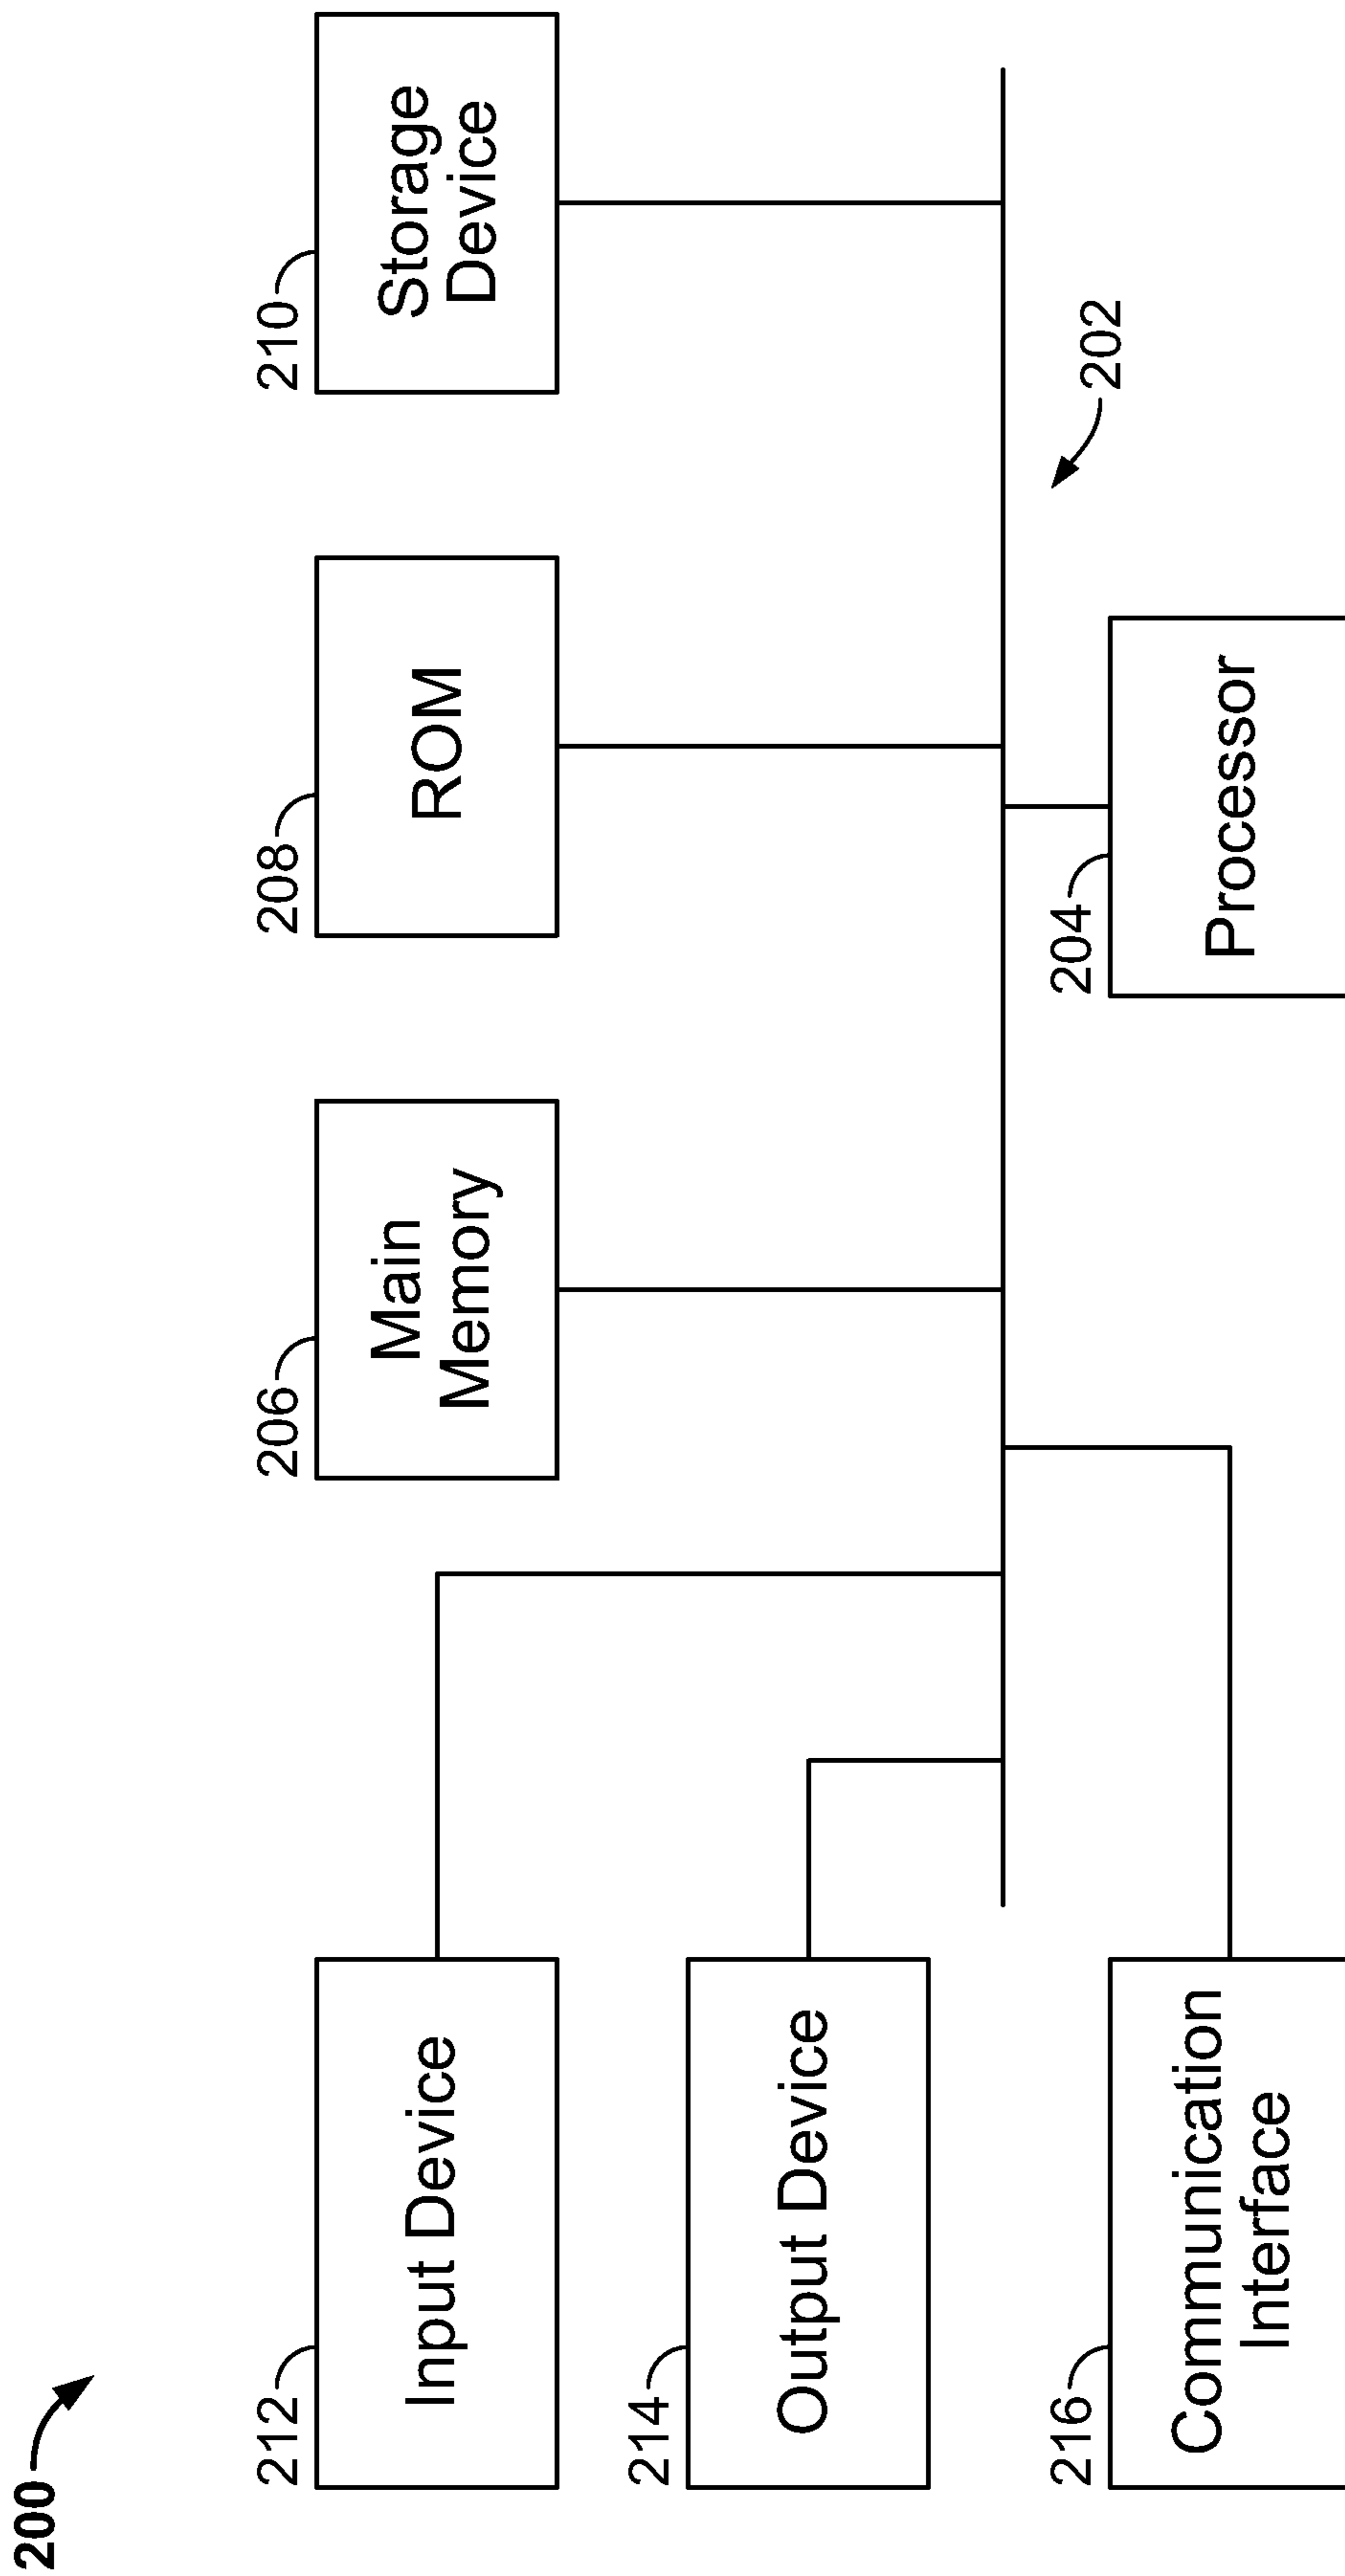 200
212
Input Device
206
Main
Memory
208
ROM
210
Storage
Device
214
Output Device
202
216
Communication
Interface
204
Processor